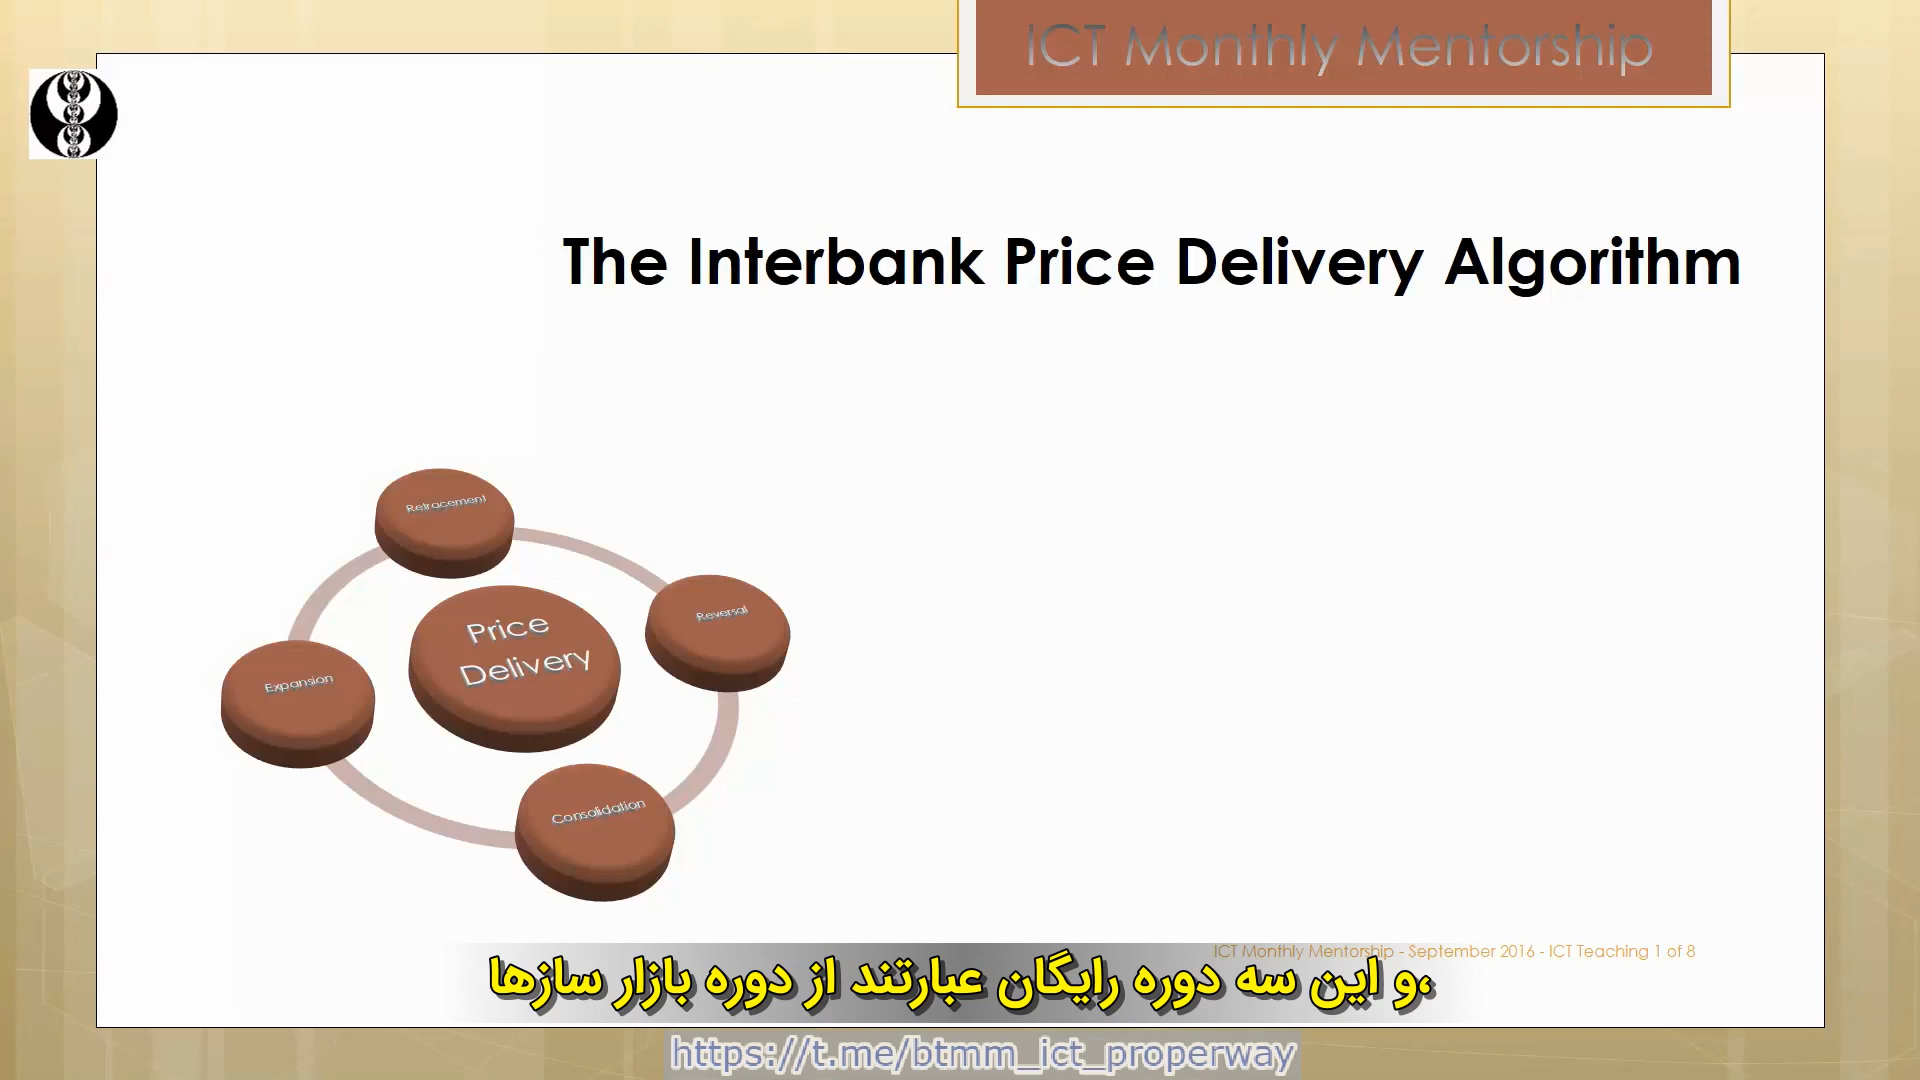 ICT Monthly Mentorship
The Interbank Price Delivery Algorithm
Retracement
Reversal
Price
Delivery
Expansion
Consolidation
ICT Monthly Mentorship - September 2016 - ICT Teaching 1 of 8
و این سه دوره رایگان عبارتند از دوره بازار سازها،
https://t.me/btmm_ict_properway